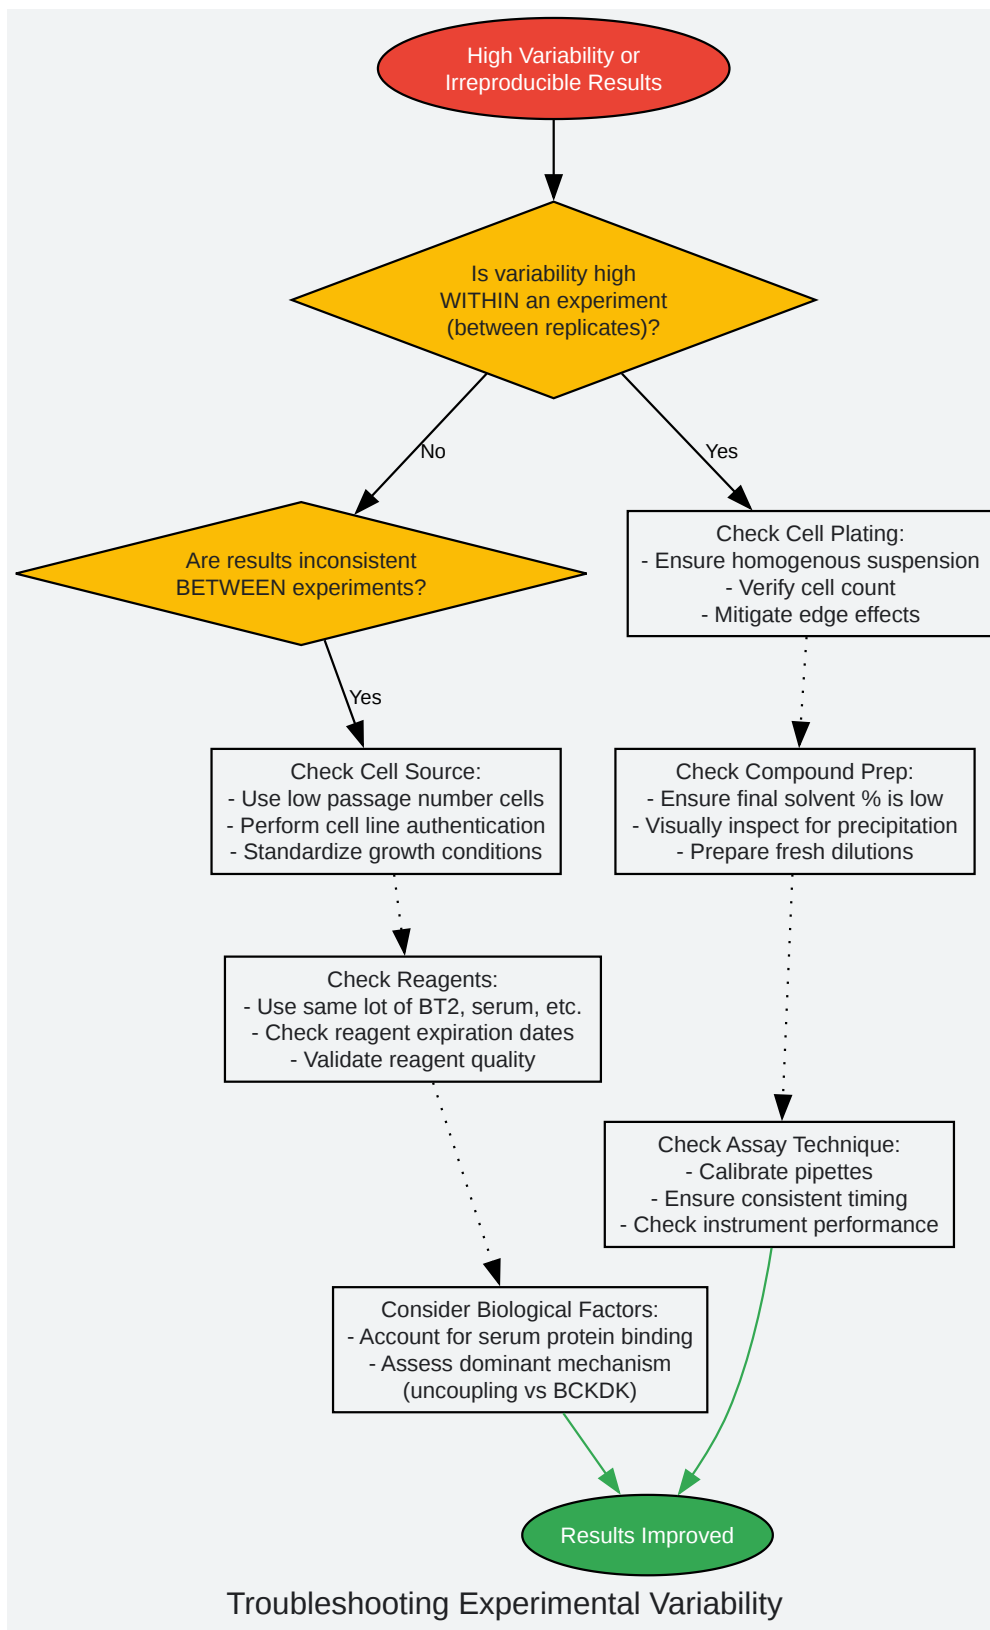 High Variability or
Irreproducible Results
Is variability high
WITHIN an experiment
(between replicates)?
No
Yes
Are results inconsistent
BETWEEN experiments?
Check Cell Plating:
- Ensure homogenous suspension
- Verify cell count
- Mitigate edge effects
Yes
Check Cell Source:
- Use low passage number cells
- Perform cell line authentication
- Standardize growth conditions
Check Compound Prep:
- Ensure final solvent % is low
- Visually inspect for precipitation
- Prepare fresh dilutions
Check Reagents:
- Use same lot of BT2, serum, etc.
- Check reagent expiration dates
- Validate reagent quality
Check Assay Technique:
- Calibrate pipettes
- Ensure consistent timing
- Check instrument performance
Consider Biological Factors:
- Account for serum protein binding
- Assess dominant mechanism
(uncoupling vs BCKDK)
Results Improved
Troubleshooting Experimental Variability